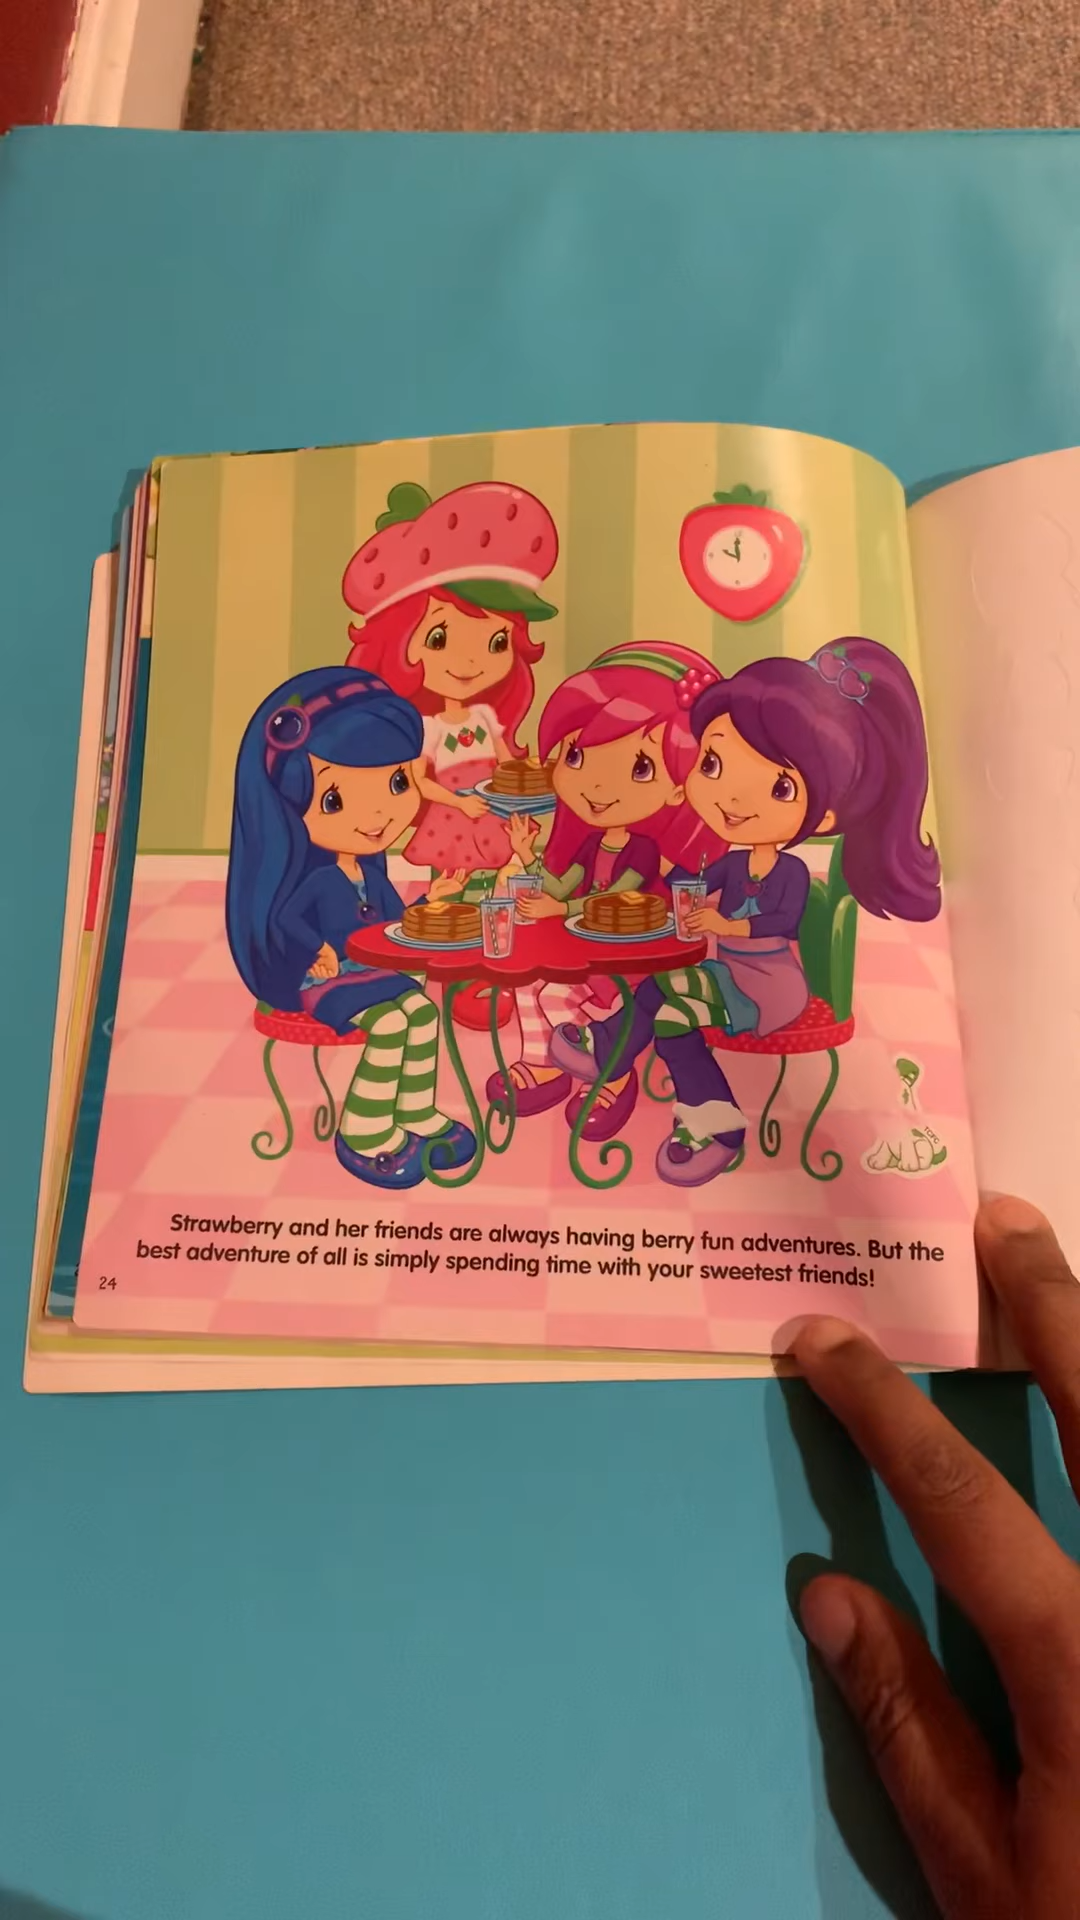 Strawberry and her friends are always having berry fun adventures. But the
best adventure of all is simply spending time with your sweetest friends!
24
TCFC